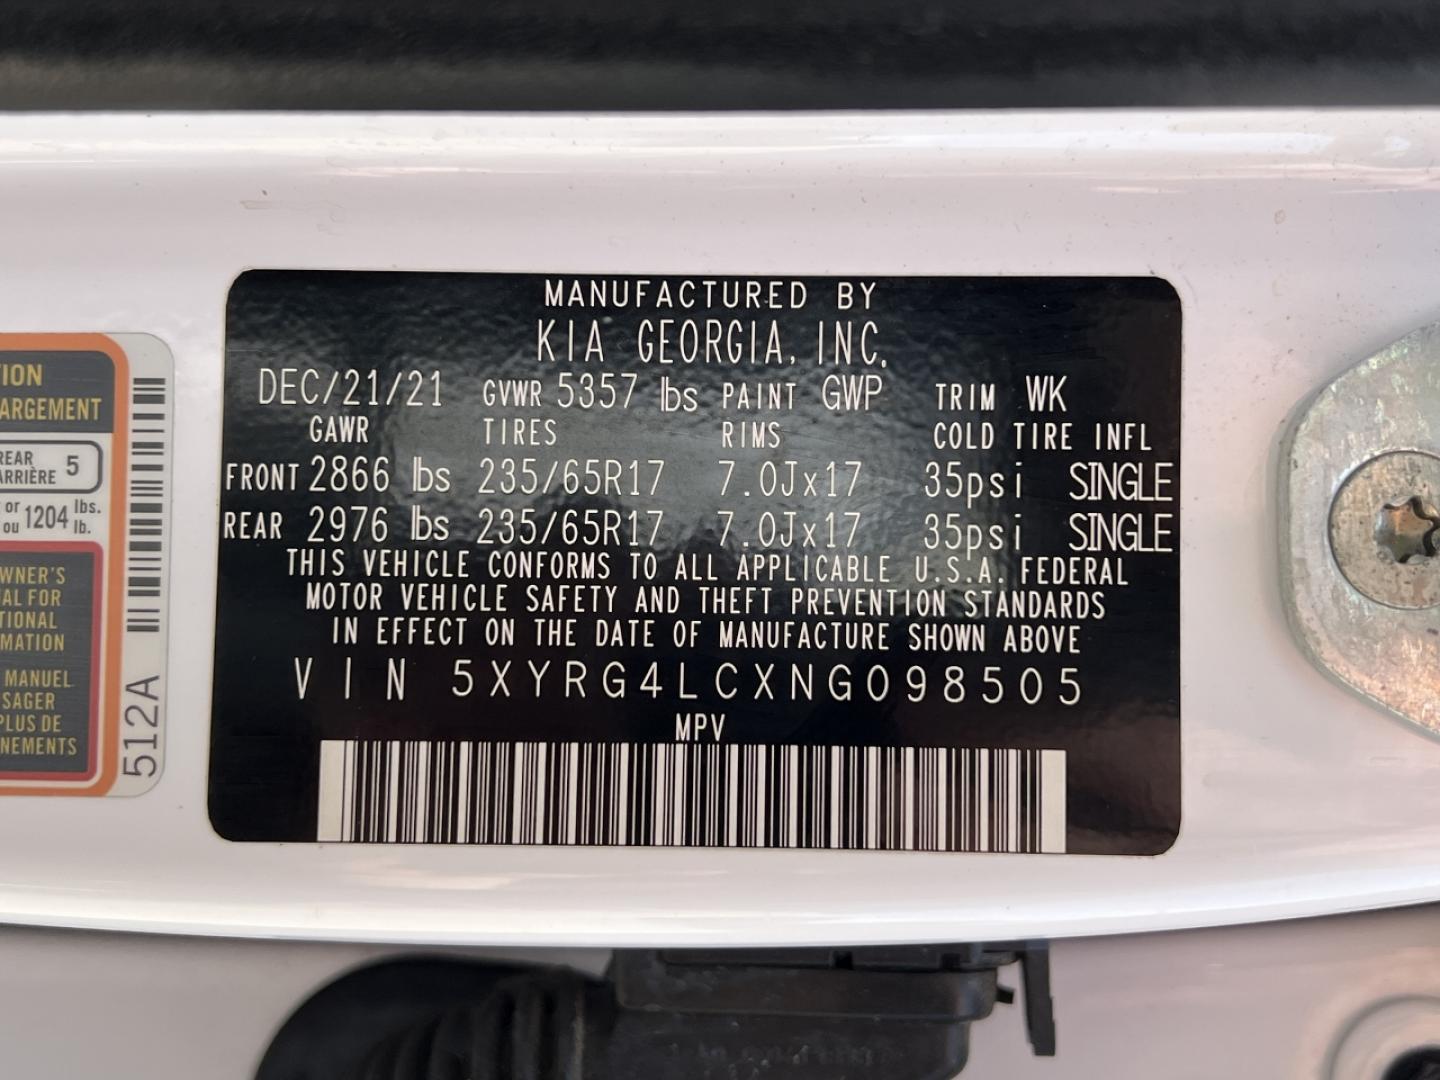 MANUFACTURED BY
KIA GEORGIA, INC.
DEC/21/21 GVWR 5357 lbs PAINT GWP TRIM WK
GAWR TIRES RIMS COLD TIRE INFL
FRONT 2866 lbs 235/65R17 7.0Jx17 35psi SINGLE
REAR 2976 lbs 235/65R17 7.0Jx17 35psi SINGLE
THIS VEHICLE CONFORMS TO ALL APPLICABLE U.S.A. FEDERAL
MOTOR VEHICLE SAFETY AND THEFT PREVENTION STANDARDS
IN EFFECT ON THE DATE OF MANUFACTURE SHOWN ABOVE
VIN 5XYRG4LCXNG098505
MPV
ION
ARGEMENT
REAR
ARRIÈRE 5
or
ou 1204 lbs.
lb.
WNER'S
AL FOR
TIONAL
MATION
MANUEL
SAGER
PLUS DE
NEMENTS
512A